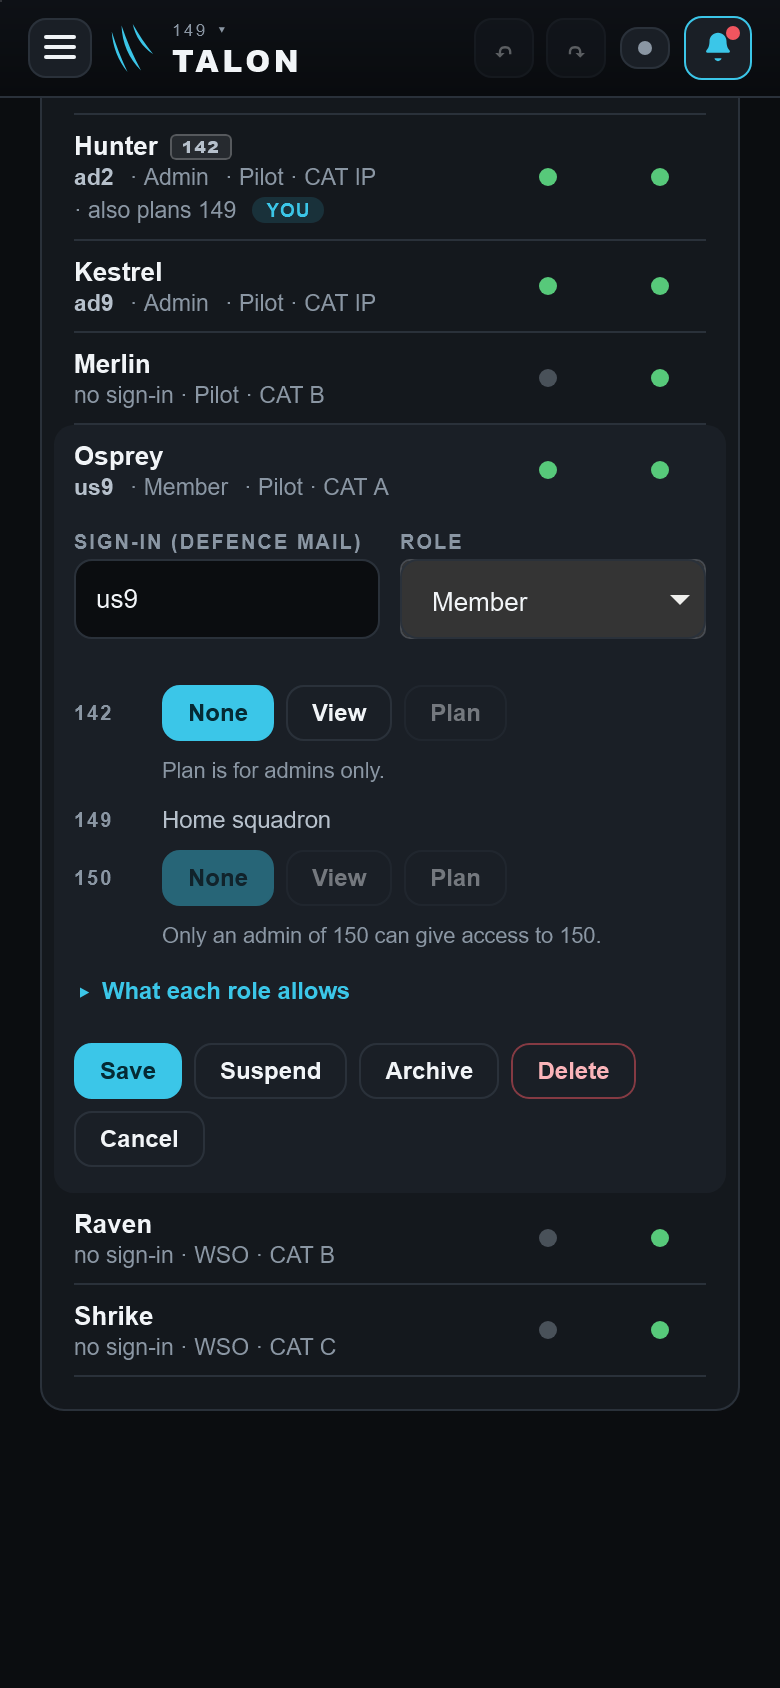 149 ▾
TALON
Hunter 142
ad2 · Admin · Pilot · CAT IP
· also plans 149 YOU
Kestrel
ad9 · Admin · Pilot · CAT IP
Merlin
no sign-in · Pilot · CAT B
Osprey
us9 · Member · Pilot · CAT A
SIGN-IN (DEFENCE MAIL) ROLE
us9 Member
142 None View Plan
Plan is for admins only.
149 Home squadron
150 None View Plan
Only an admin of 150 can give access to 150.
▸ What each role allows
Save Suspend Archive Delete
Cancel
Raven
no sign-in · WSO · CAT B
Shrike
no sign-in · WSO · CAT C